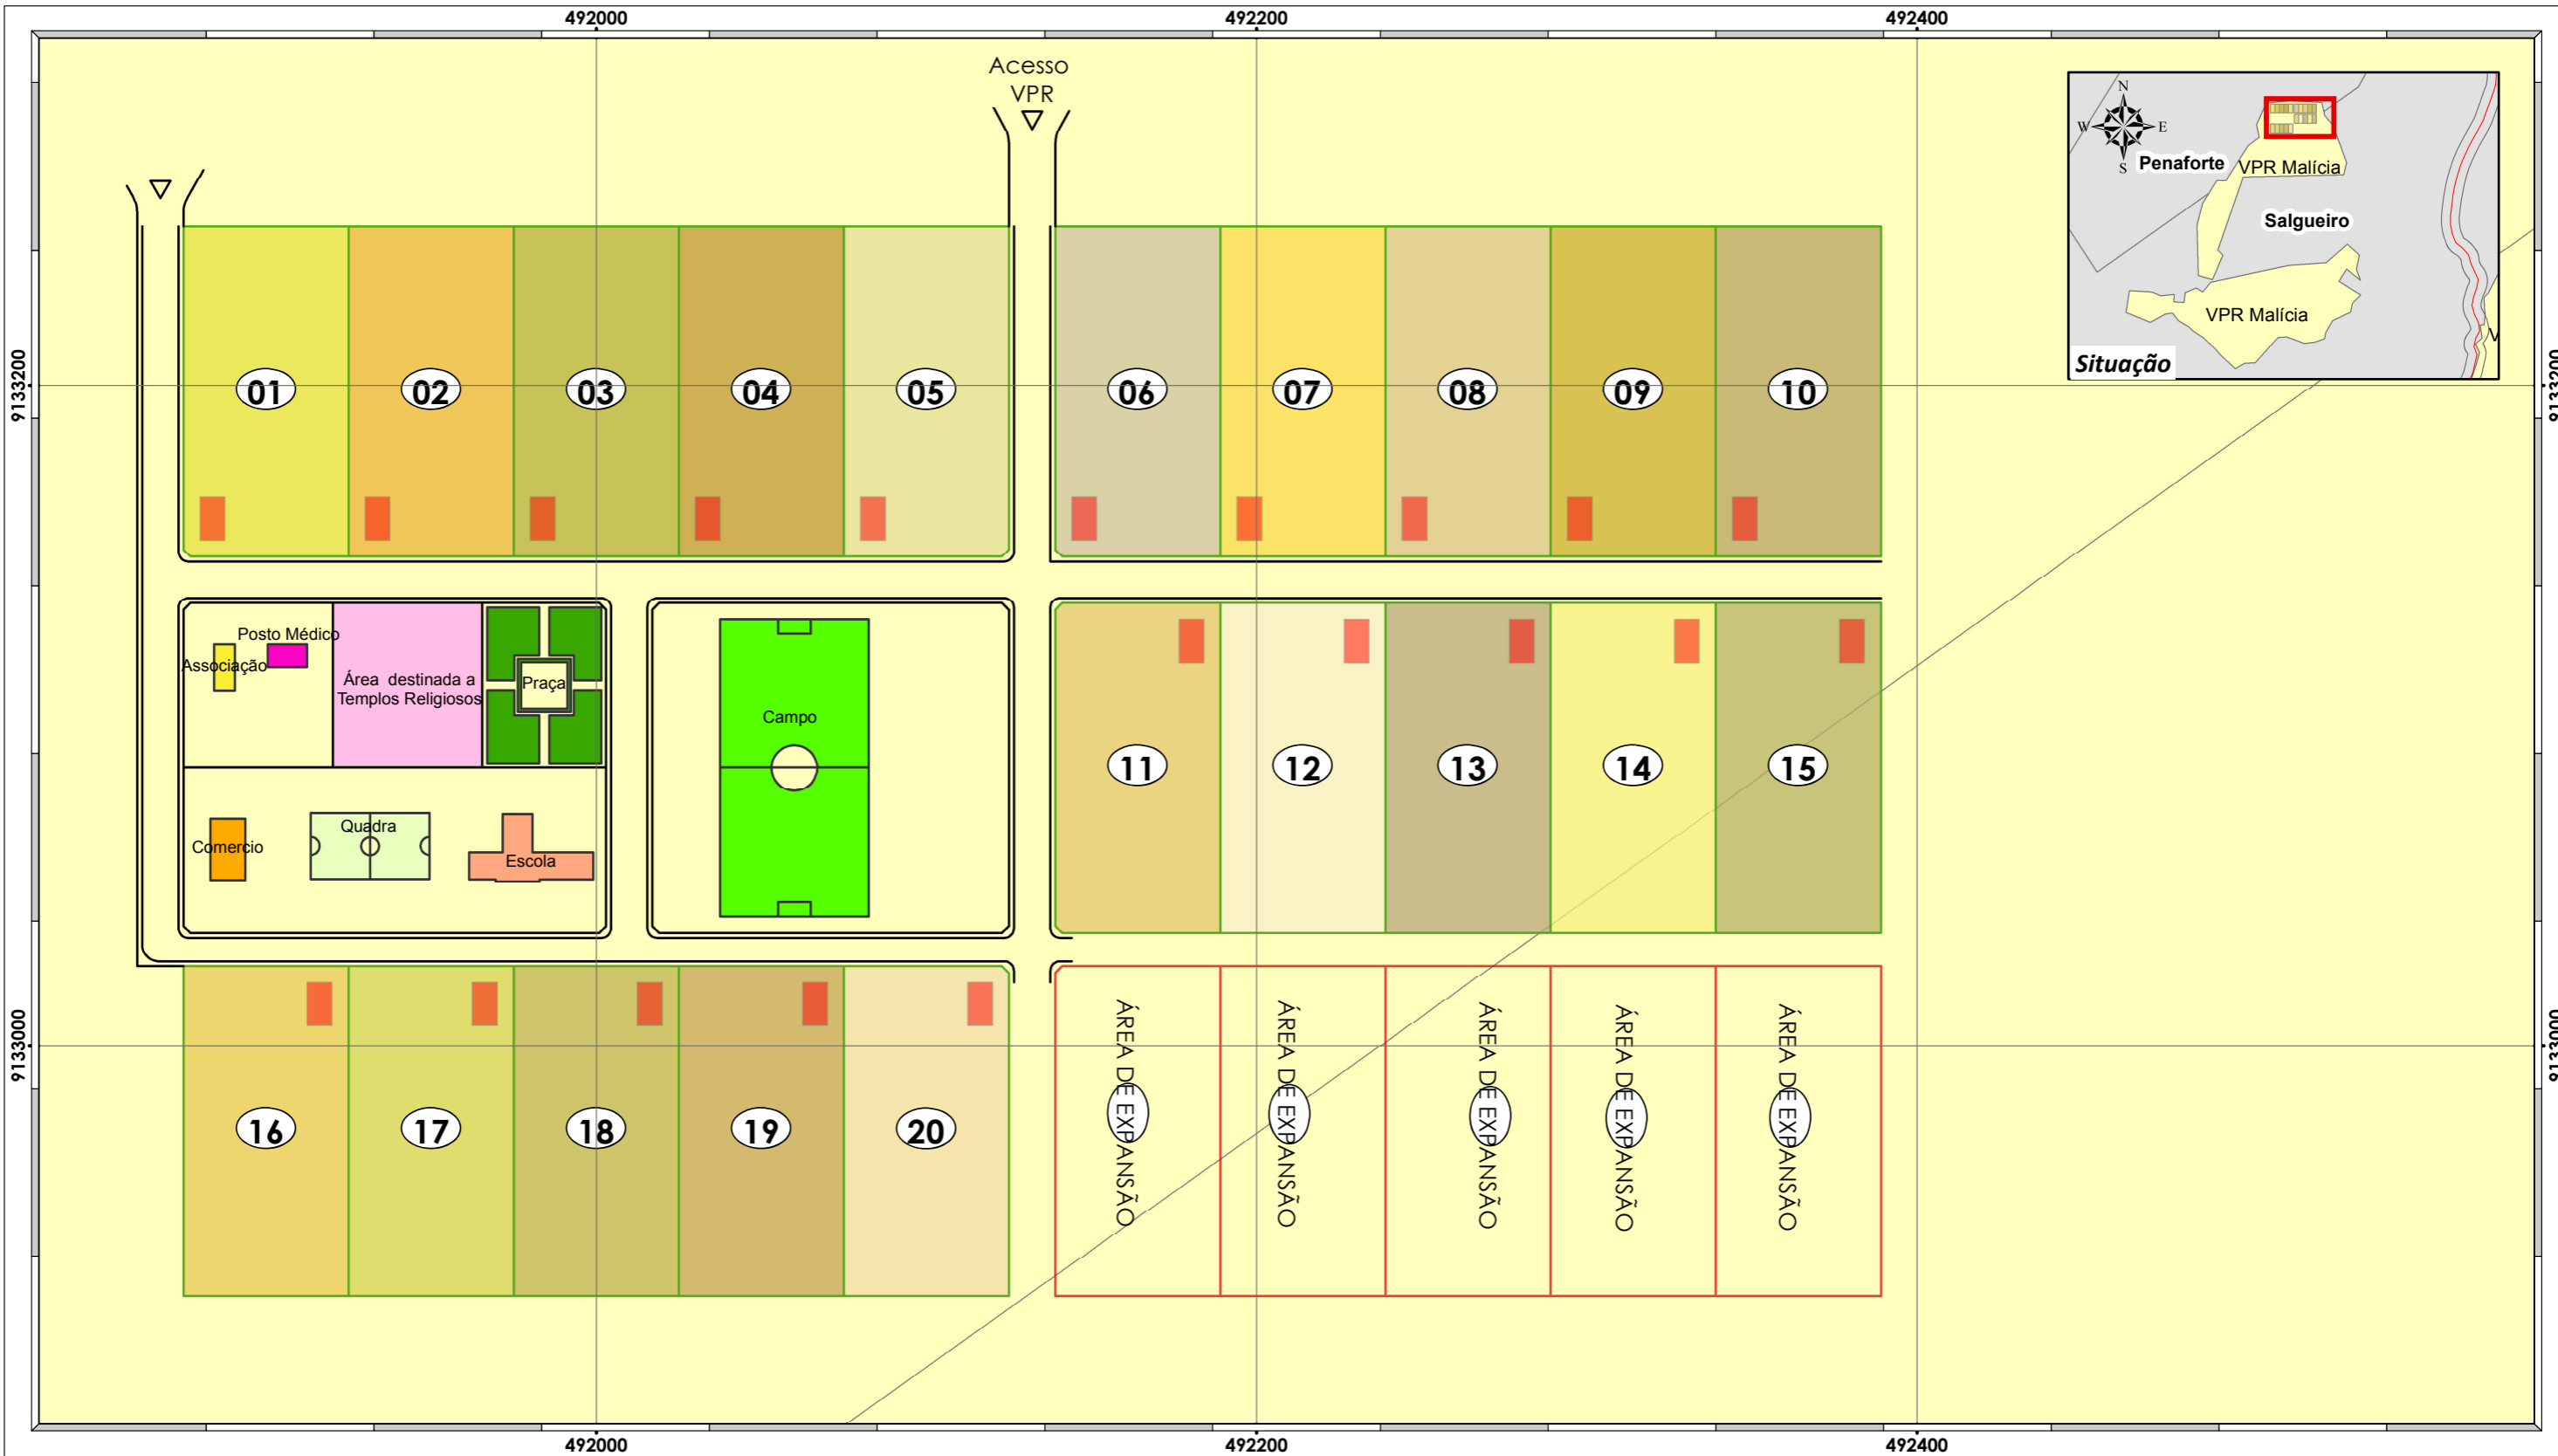 492000
492200
492400
Acesso
VPR
N
W
E
S
Penaforte
VPR Malícia
Salgueiro
VPR Malícia
V
Situação
9133200
9133200
01
02
03
04
05
06
07
08
09
10
Posto Médico
Associação
Área destinada a
Templos Religiosos
Praça
Campo
11
12
13
14
15
Comercio
Quadra
Escola
9133000
9133000
16
17
18
19
20
ÁREA DE EXPANSÃO
ÁREA DE EXPANSÃO
ÁREA DE EXPANSÃO
ÁREA DE EXPANSÃO
ÁREA DE EXPANSÃO
492000
492200
492400